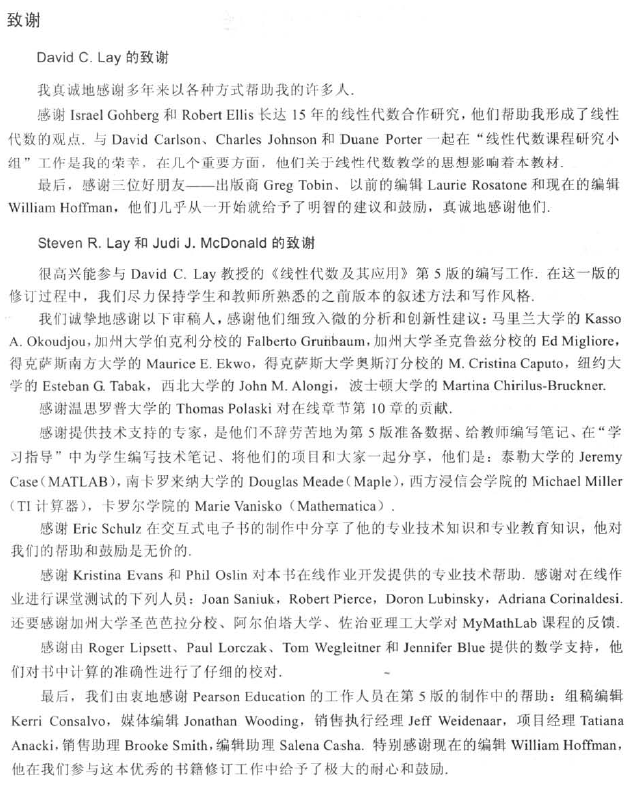 致谢
David C. Lay 的致谢
我真诚地感谢多年来以各种方式帮助我的许多人.
感谢 Israel Gohberg 和 Robert Ellis 长达 15 年的线性代数合作研究,他们帮助我形成了线性
代数的观点. 与 David Carlson、Charles Johnson 和 Duane Porter 一起在“线性代数课程研究小
组”工作是我的荣幸, 在几个重要方面, 他们关于线性代数教学的思想影响着本教材.
最后, 感谢三位好朋友——出版商 Greg Tobin、以前的编辑 Laurie Rosatone 和现在的编辑
William Hoffman, 他们几乎从一开始就给予了明智的建议和鼓励, 真诚地感谢他们.
Steven R. Lay 和 Judi J. McDonald 的致谢
很高兴能参与 David C. Lay 教授的《线性代数及其应用》第 5 版的编写工作. 在这一版的
修订过程中, 我们尽力保持学生和教师所熟悉的之前版本的叙述方法和写作风格.
我们诚挚地感谢以下审稿人, 感谢他们细致入微的分析和创新性建议: 马里兰大学的 Kasso
A. Okoudjou, 加州大学伯克利分校的 Falberto Grunbaum, 加州大学圣克鲁兹分校的 Ed Migliore,
得克萨斯南方大学的 Maurice E. Ekwo, 得克萨斯大学奥斯汀分校的 M. Cristina Caputo, 纽约大
学的 Esteban G. Tabak, 西北大学的 John M. Alongi, 波士顿大学的 Martina Chirilus-Bruckner.
感谢温思罗普大学的 Thomas Polaski 对在线章节第 10 章的贡献.
感谢提供技术支持的专家, 是他们不辞劳苦地为第 5 版准备数据、给教师编写笔记、在“学
习指导”中为学生编写技术笔记、将他们的项目和大家一起分享, 他们是: 泰勒大学的 Jeremy
Case(MATLAB), 南卡罗来纳大学的 Douglas Meade(Maple), 西方浸信会学院的 Michael Miller
(TI 计算器), 卡罗尔学院的 Marie Vanisko (Mathematica) .
感谢 Eric Schulz 在交互式电子书的制作中分享了他的专业技术知识和专业教育知识, 他对
我们的帮助和鼓励是无价的.
感谢 Kristina Evans 和 Phil Oslin 对本书在线作业开发提供的专业技术帮助. 感谢对在线作
业进行课堂测试的下列人员: Joan Saniuk, Robert Pierce, Doron Lubinsky, Adriana Corinaldesi.
还要感谢加州大学圣芭芭拉分校、阿尔伯塔大学、佐治亚理工大学对 MyMathLab 课程的反馈.
感谢由 Roger Lipsett、Paul Lorczak、Tom Wegleitner 和 Jennifer Blue 提供的数学支持, 他
们对书中计算的准确性进行了仔细的校对.
最后, 我们由衷地感谢 Pearson Education 的工作人员在第 5 版的制作中的帮助: 组稿编辑
Kerri Consalvo, 媒体编辑 Jonathan Wooding, 销售执行经理 Jeff Weidenaar, 项目经理 Tatiana
Anacki, 销售助理 Brooke Smith, 编辑助理 Salena Casha. 特别感谢现在的编辑 William Hoffman,
他在我们参与这本优秀的书籍修订工作中给予了极大的耐心和鼓励.